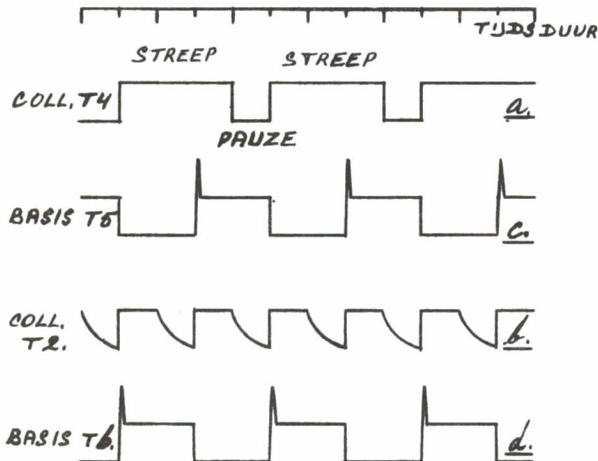 TIJDSDUUR
STREEP STREEP
COLL. T4 a.
PAUZE
BASIS T5 c.
COLL.
T2. b.
BASIS T6. d.